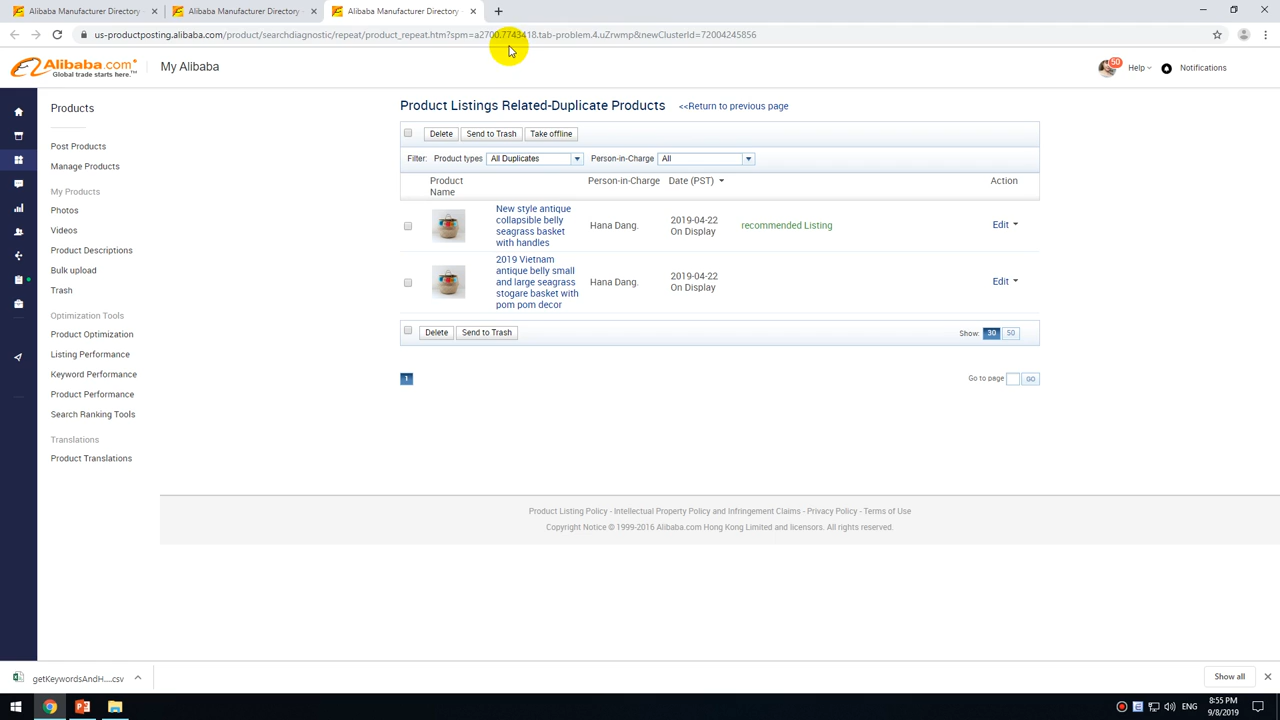 Alibaba Manufacturer Directory - × Alibaba Manufacturer Directory - × Alibaba Manufacturer Directory - × +
us-productposting.alibaba.com/product/searchdiagnostic/repeat/product_repeat.htm?spm=a2700.7743418.tab-problem.4.uZrwmp&newClusterId=72004245856
Alibaba.com
Global trade starts here.™
My Alibaba
50
Help
Notifications
Products
Post Products
Manage Products
My Products
Photos
Videos
Product Descriptions
Bulk upload
Trash
Optimization Tools
Product Optimization
Listing Performance
Keyword Performance
Product Performance
Search Ranking Tools
Translations
Product Translations
Product Listings Related-Duplicate Products <<Return to previous page
Delete Send to Trash Take offline
Filter: Product types All Duplicates Person-in-Charge All
Product Name Person-in-Charge Date (PST) Action
New style antique
collapsible belly
seagrass basket
with handles
Hana Dang.
2019-04-22
On Display
recommended Listing
Edit
2019 Vietnam
antique belly small
and large seagrass
stogare basket with
pom pom decor
Hana Dang.
2019-04-22
On Display
Edit
Delete Send to Trash Show: 30 50
1 Go to page GO
Product Listing Policy - Intellectual Property Policy and Infringement Claims - Privacy Policy - Terms of Use
Copyright Notice © 1999-2016 Alibaba.com Hong Kong Limited and licensors. All rights reserved.
getKeywordsAndH....csv
Show all
ENG
8:55 PM
9/8/2019